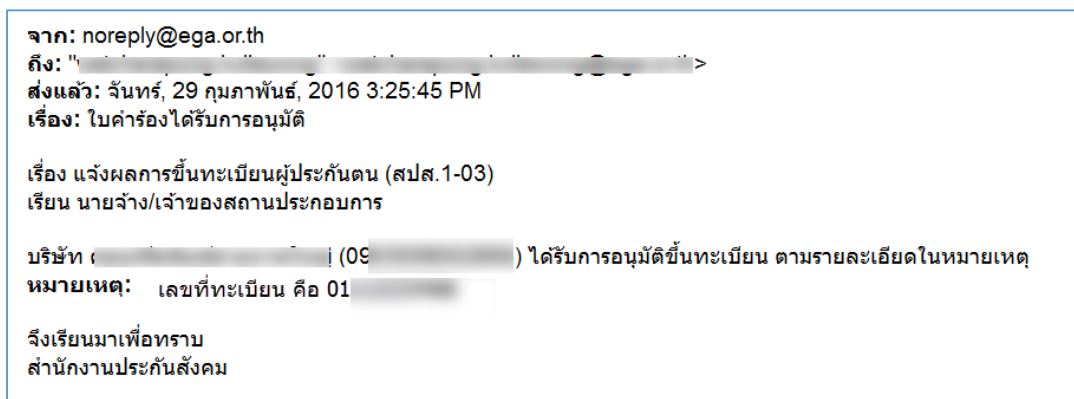 จาก: noreply@ega.or.th
ถึง: " >
ส่งแล้ว: จันทร์, 29 กุมภาพันธ์, 2016 3:25:45 PM
เรื่อง: ใบคำร้องได้รับการอนุมัติ
เรื่อง แจ้งผลการขึ้นทะเบียนผู้ประกันตน (สปส.1-03)
เรียน นายจ้าง/เจ้าของสถานประกอบการ
บริษัท (09 ) ได้รับการอนุมัติขึ้นทะเบียน ตามรายละเอียดในหมายเหตุ
หมายเหตุ: เลขที่ทะเบียน คือ 01
จึงเรียนมาเพื่อทราบ
สำนักงานประกันสังคม